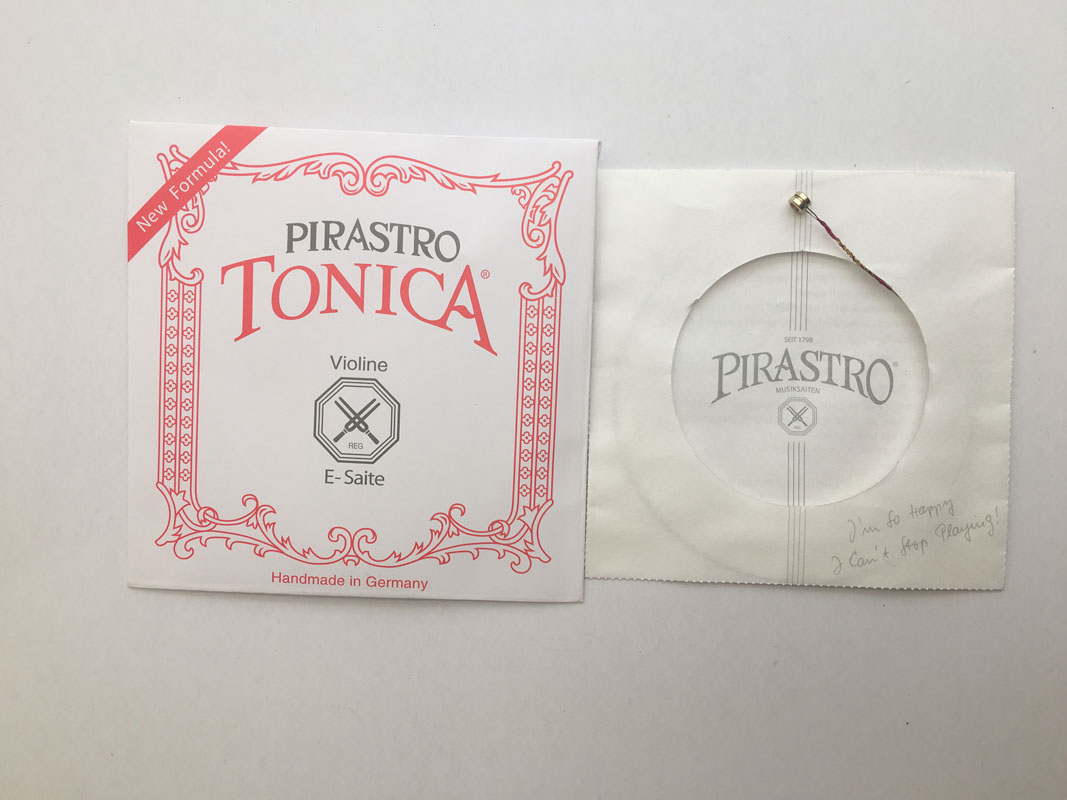 New Formula!
PIRASTRO
TONICA®
Violine
REG
E-Saite
Handmade in Germany
SEIT 1798
PIRASTRO®
MUSIKSAITEN
REG
I'm So Happy
I Can't Stop Playing!